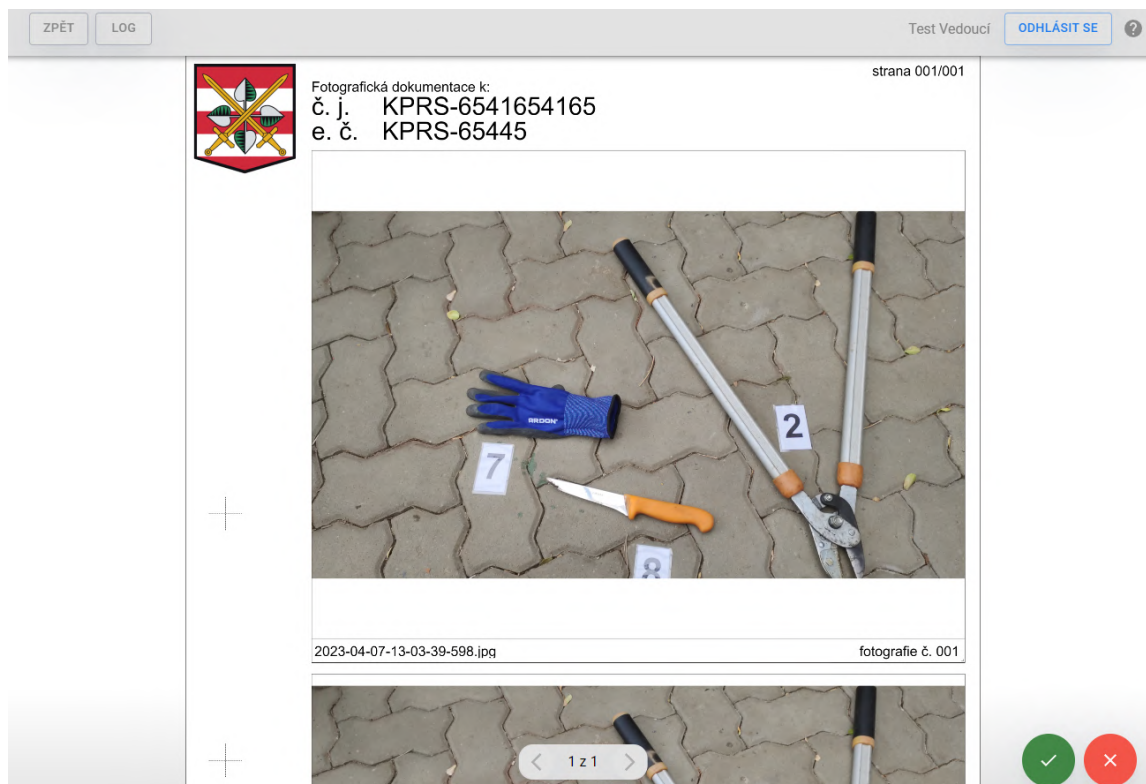 ZPĚT
LOG
Test Vedoucí
ODHLÁSIT SE
?
strana 001/001
Fotografická dokumentace k:
č. j. KPRS-6541654165
e. č. KPRS-65445
ARDON
2
7
8
2023-04-07-13-03-39-598.jpg
fotografie č. 001
1 z 1